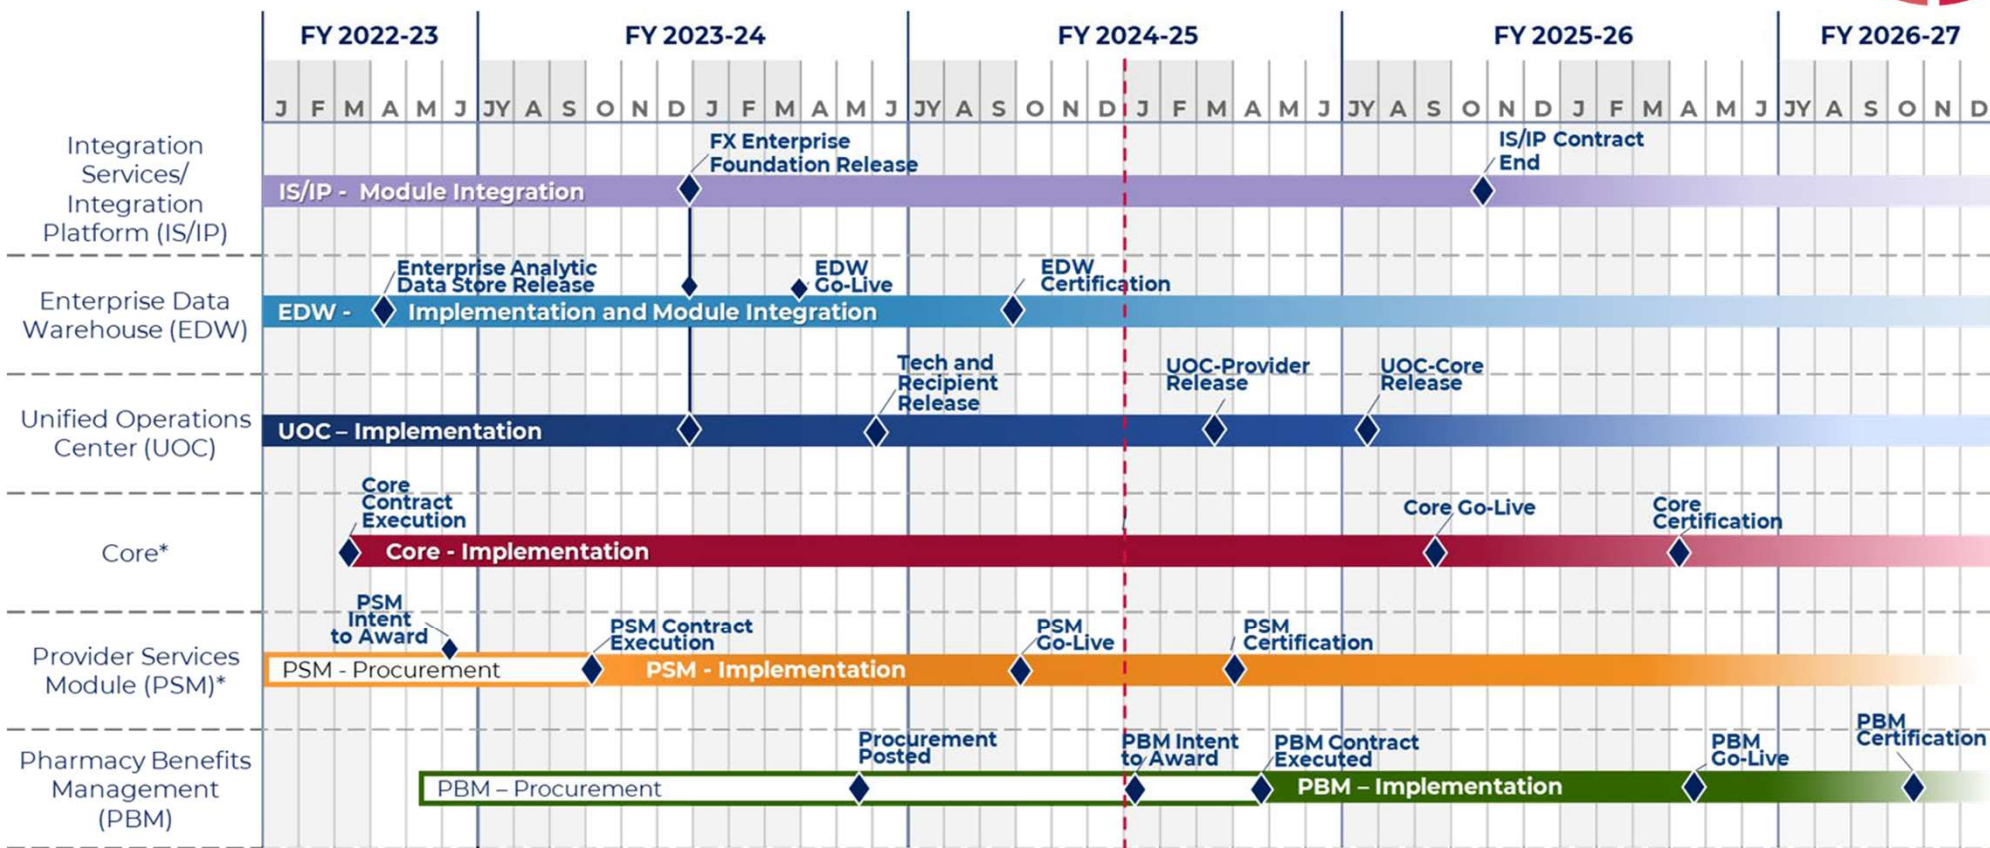 FY 2022-23 FY 2023-24 FY 2024-25 FY 2025-26 FY 2026-27
J F M A M J JY A S O N D J F M A M J JY A S O N D J F M A M J JY A S O N D J F M A M J JY A S O N D
Integration
Services/
Integration
Platform (IS/IP)
FX Enterprise
Foundation Release
IS/IP Contract
End
IS/IP - Module Integration
Enterprise Data
Warehouse (EDW)
Enterprise Analytic
Data Store Release
EDW
Go-Live
EDW
Certification
EDW - Implementation and Module Integration
Unified Operations
Center (UOC)
Tech and
Recipient
Release
UOC-Provider
Release
UOC-Core
Release
UOC – Implementation
Core*
Core
Contract
Execution
Core Go-Live
Core
Certification
Core - Implementation
Provider Services
Module (PSM)*
PSM
Intent
to Award
PSM Contract
Execution
PSM
Go-Live
PSM
Certification
PSM - Procurement
PSM - Implementation
Pharmacy Benefits
Management
(PBM)
Procurement
Posted
PBM Intent
to Award
PBM Contract
Executed
PBM
Go-Live
PBM
Certification
PBM – Procurement
PBM – Implementation